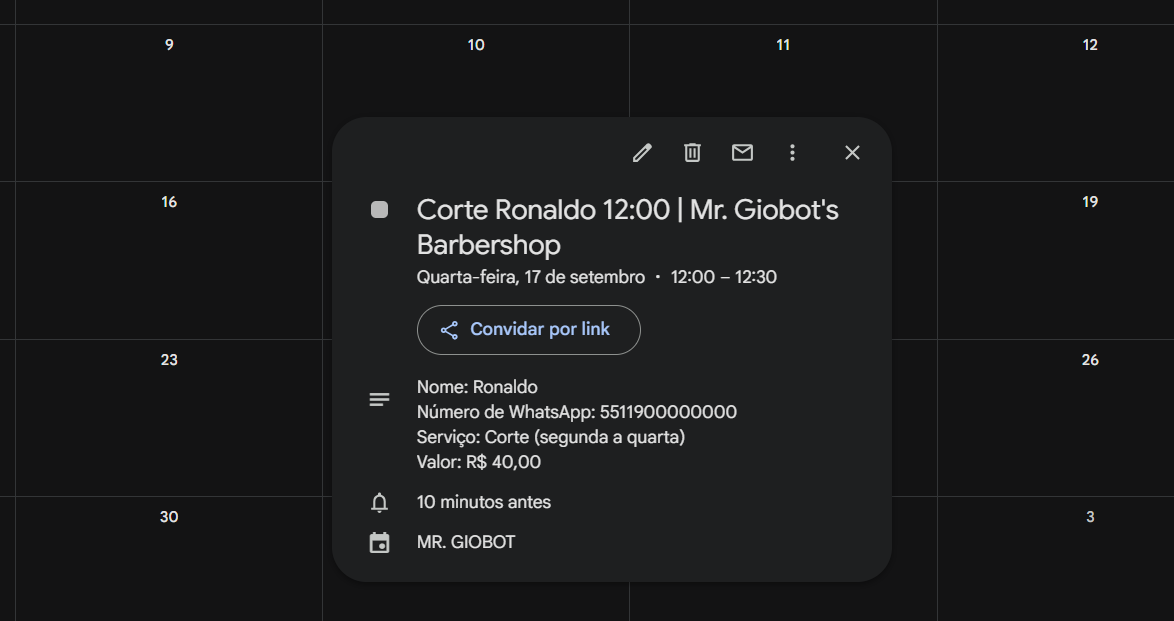 9
10
11
12
Corte Ronaldo 12:00 | Mr. Giobot's
Barbershop
Quarta-feira, 17 de setembro · 12:00 – 12:30
Convidar por link
Nome: Ronaldo
Número de WhatsApp: 5511900000000
Serviço: Corte (segunda a quarta)
Valor: R$ 40,00
10 minutos antes
MR. GIOBOT
16
19
23
26
30
3